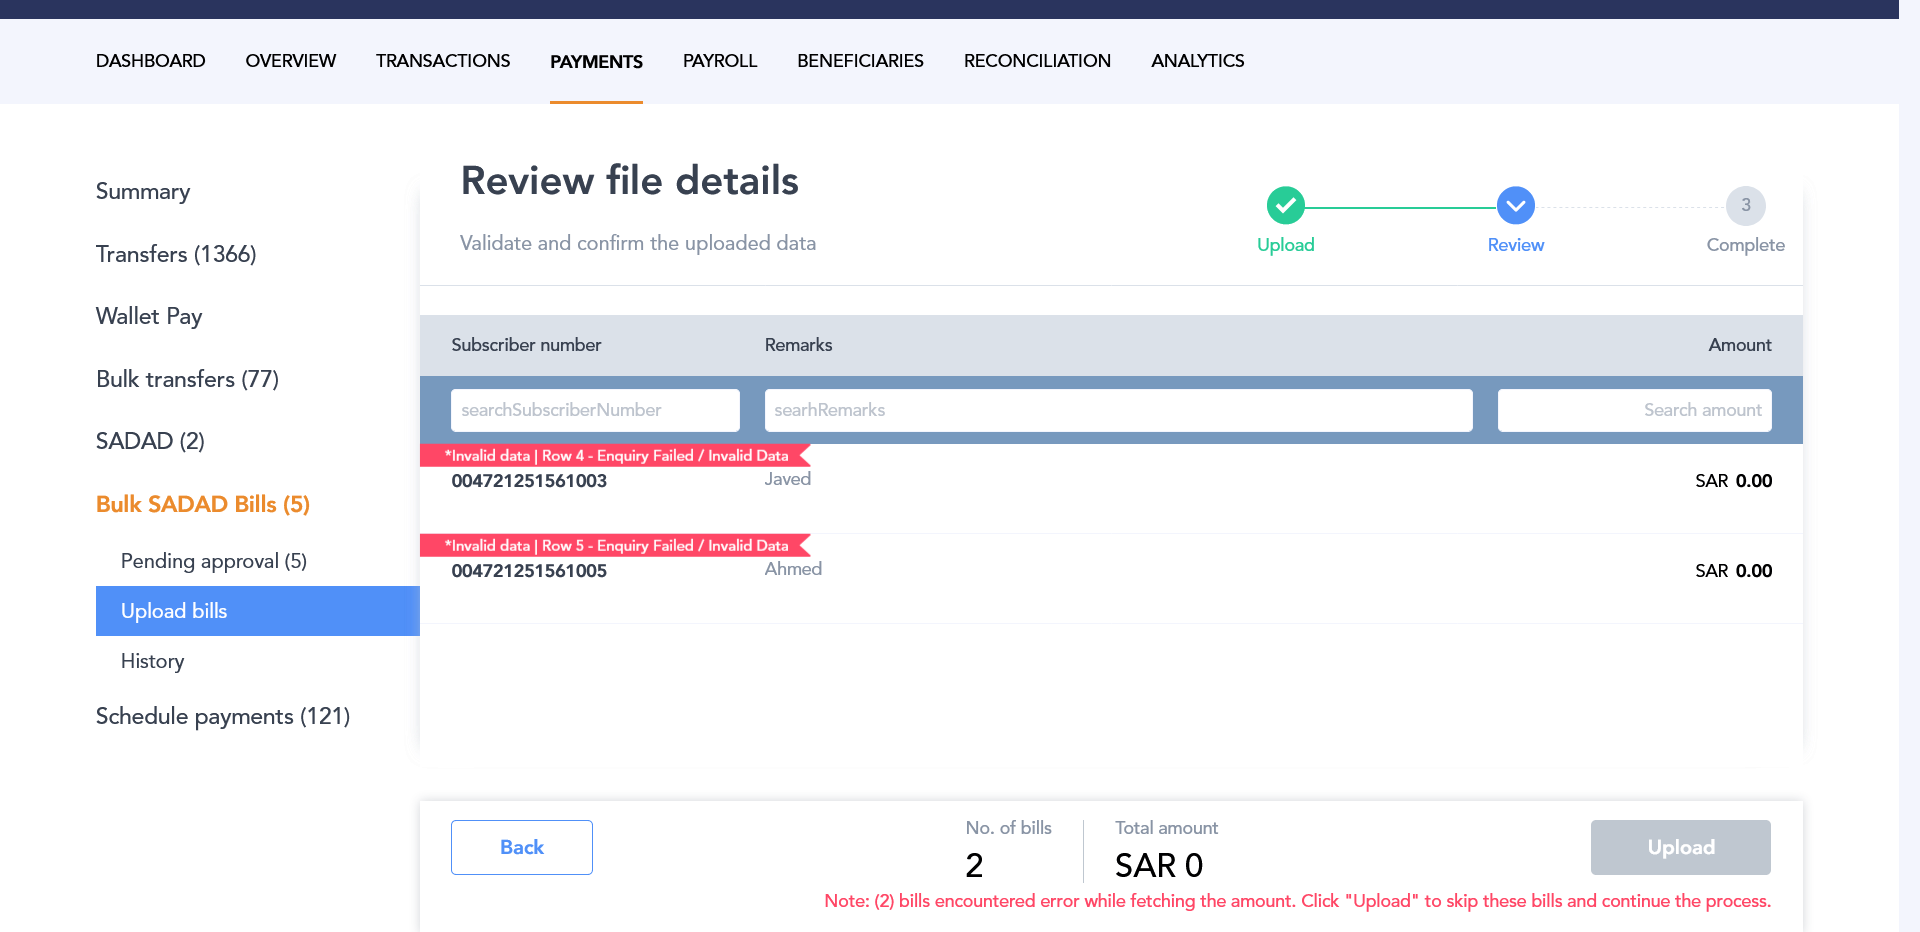 DASHBOARD OVERVIEW TRANSACTIONS PAYMENTS PAYROLL BENEFICIARIES RECONCILIATION ANALYTICS
Summary
Transfers (1366)
Wallet Pay
Bulk transfers (77)
SADAD (2)
Bulk SADAD Bills (5)
Pending approval (5)
Upload bills
History
Schedule payments (121)
Review file details
Validate and confirm the uploaded data
3
Upload Review Complete
Subscriber number Remarks Amount
searchSubscriberNumber searhRemarks Search amount
*Invalid data | Row 4 - Enquiry Failed / Invalid Data
004721251561003 Javed SAR 0.00
*Invalid data | Row 5 - Enquiry Failed / Invalid Data
004721251561005 Ahmed SAR 0.00
Back
No. of bills Total amount
2 SAR 0
Upload
Note: (2) bills encountered error while fetching the amount. Click "Upload" to skip these bills and continue the process.